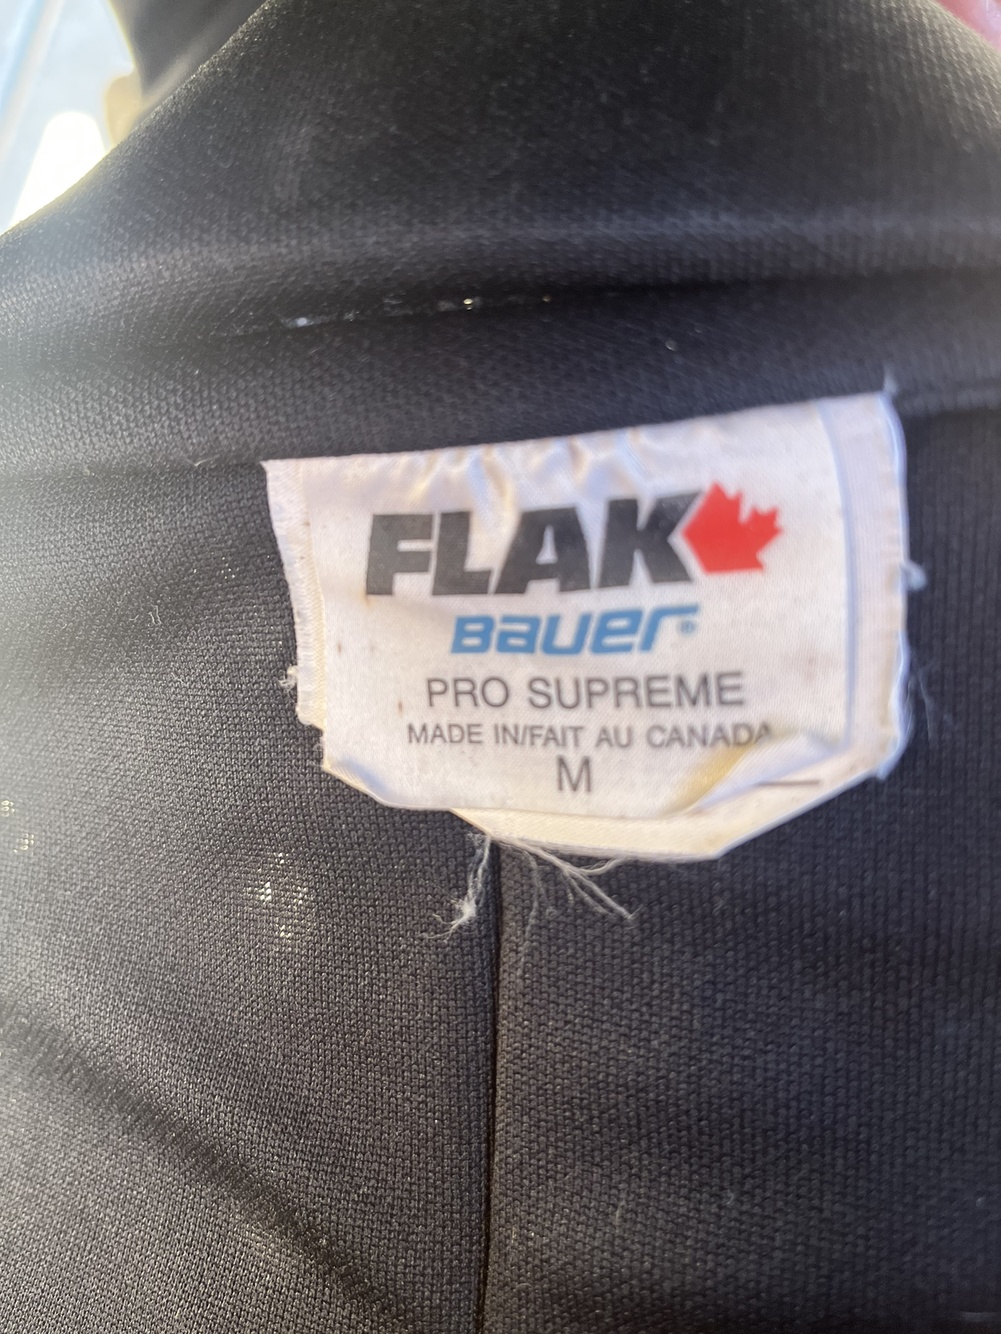 FLAK
Bauer®
PRO SUPREME
MADE IN/FAIT AU CANADA
M